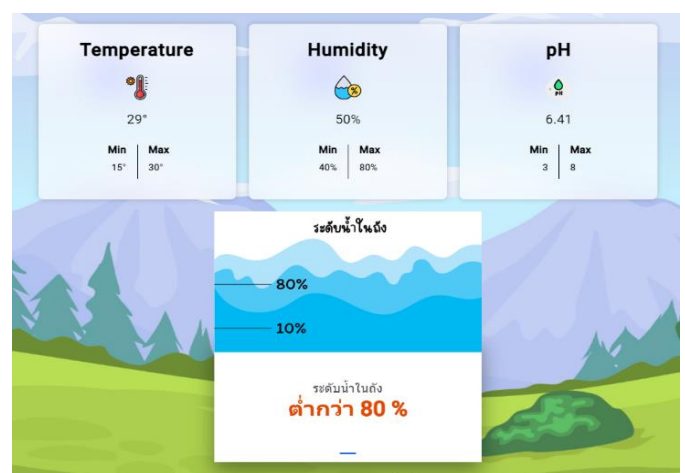 Temperature
29°
Min Max
15° 30°
Humidity
%
50%
Min Max
40% 80%
pH
PH
6.41
Min Max
3 8
ระดับน้ำในถัง
80%
10%
ระดับน้ำในถัง
ต่ำกว่า 80 %